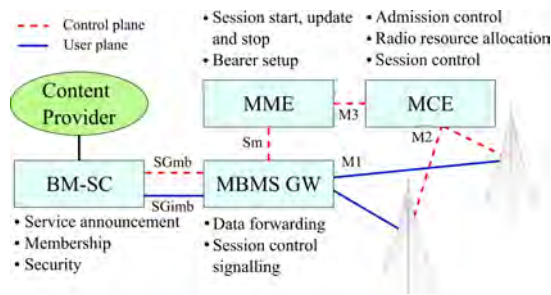 Control plane
User plane
• Session start, update
and stop
• Bearer setup
• Admission control
• Radio resource allocation
• Session control
Content
Provider
MME
M3
MCE
Sm
M2
SGmb
M1
BM-SC
MBMS GW
SGimb
• Service announcement
• Membership
• Security
• Data forwarding
• Session control
signalling